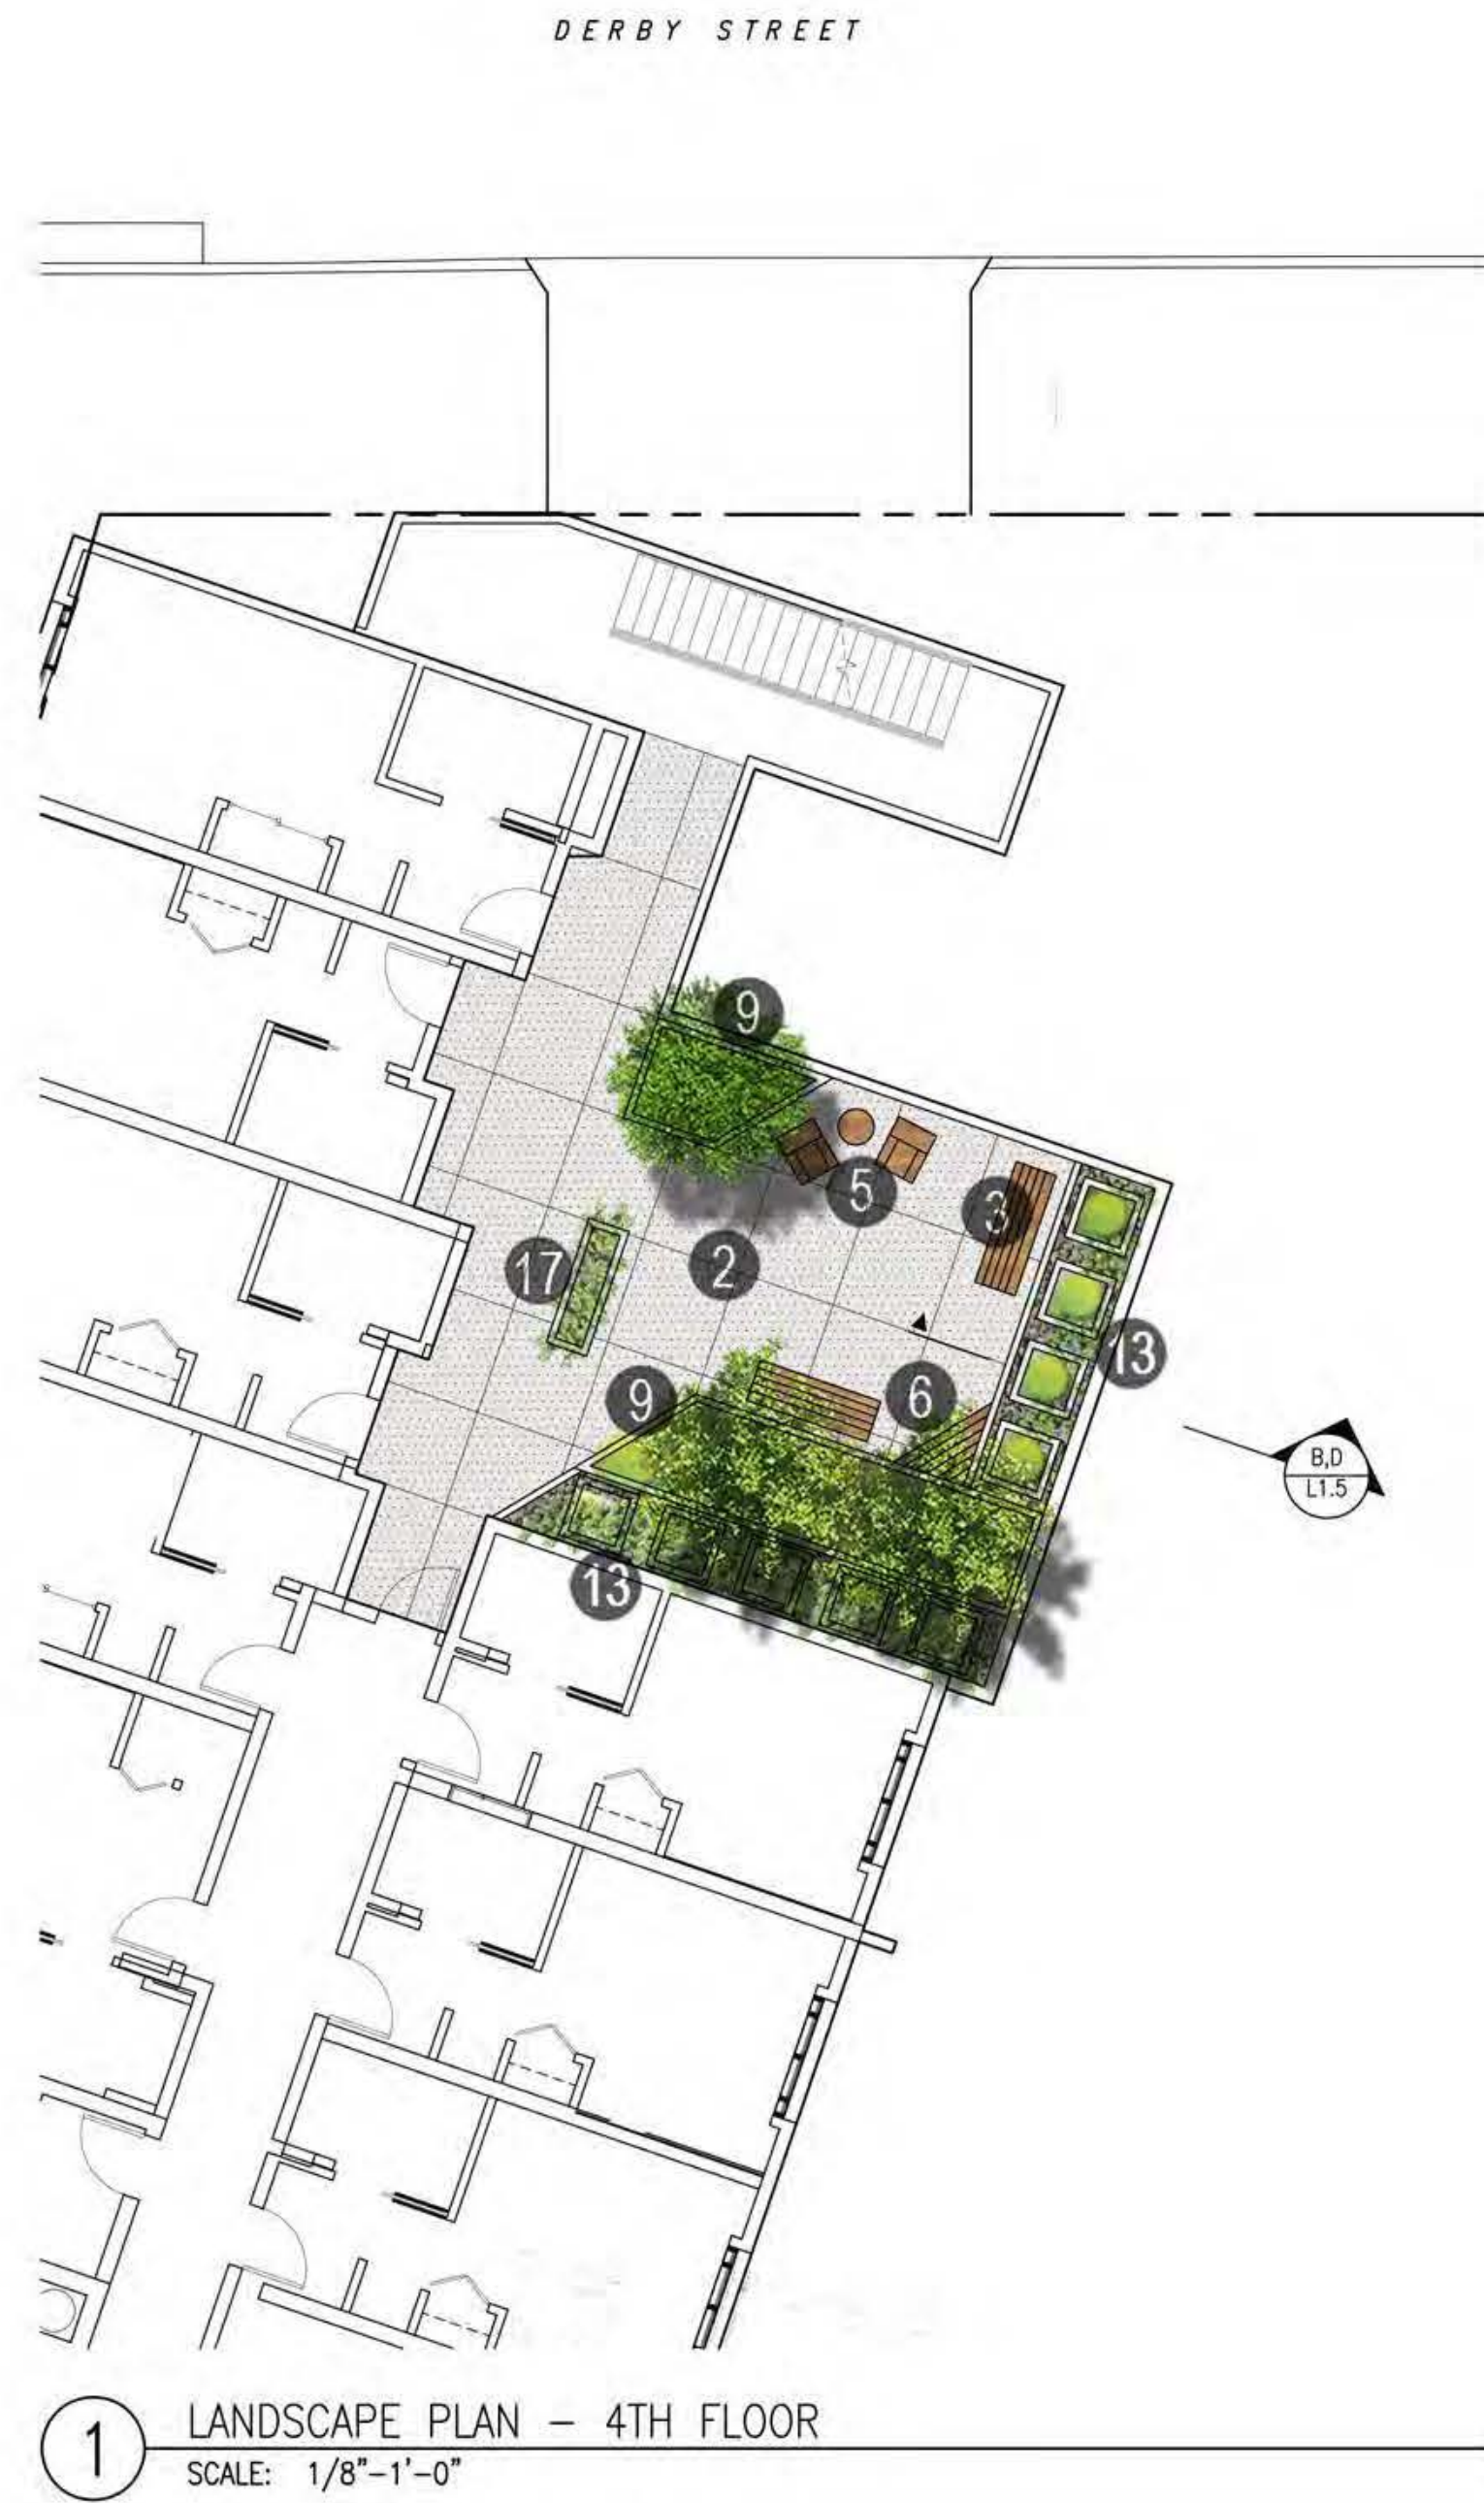 DERBY STREET
9
5
3
17
2
13
9
6
B,D
L1.5
13
1
LANDSCAPE PLAN – 4TH FLOOR
SCALE: 1/8"–1'–0"